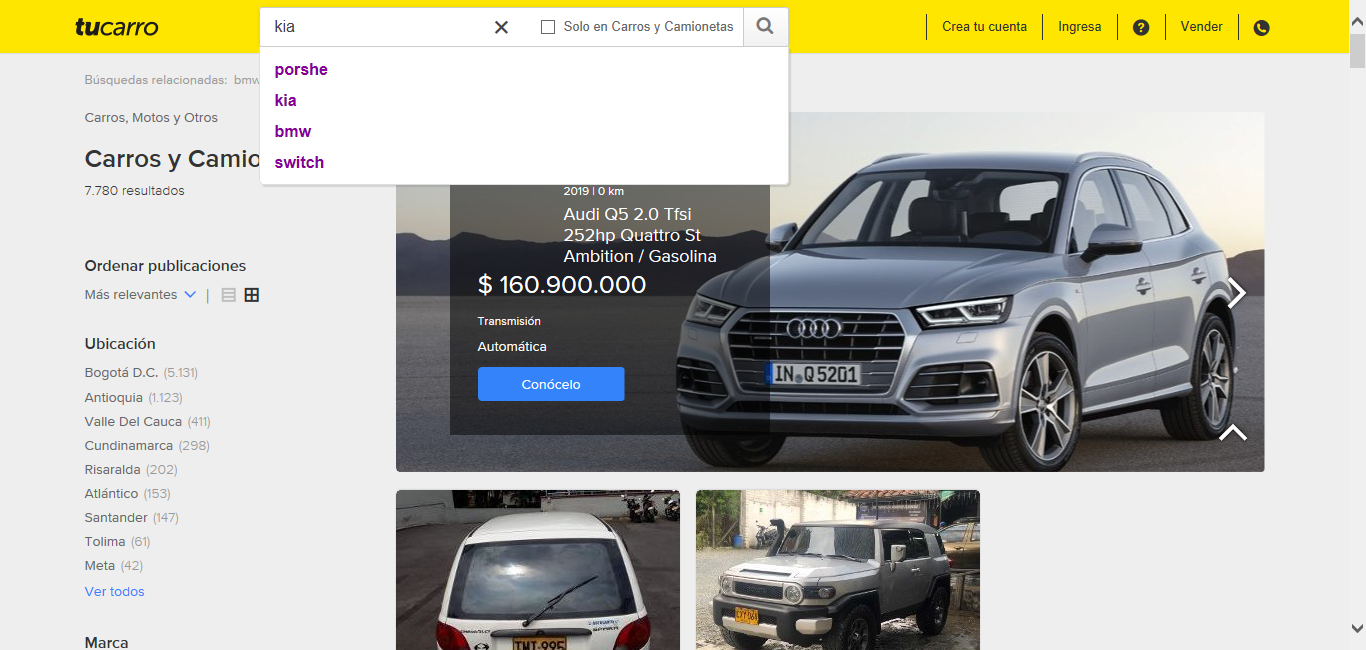 tucarro
kia
Solo en Carros y Camionetas
Crea tu cuenta
Ingresa
?
Vender
porshe
kia
bmw
switch
Búsquedas relacionadas: bmw
Carros, Motos y Otros
Carros y Camio
7.780 resultados
Ordenar publicaciones
Más relevantes
Ubicación
Bogotá D.C. (5.131)
Antioquia (1.123)
Valle Del Cauca (411)
Cundinamarca (298)
Risaralda (202)
Atlántico (153)
Santander (147)
Tolima (61)
Meta (42)
Ver todos
Marca
2019 | 0 km
Audi Q5 2.0 Tfsi
252hp Quattro St
Ambition / Gasolina
$ 160.900.000
Transmisión
Automática
Conócelo
IN Q 5201
CHEVROLET
SPARK
TMI-995